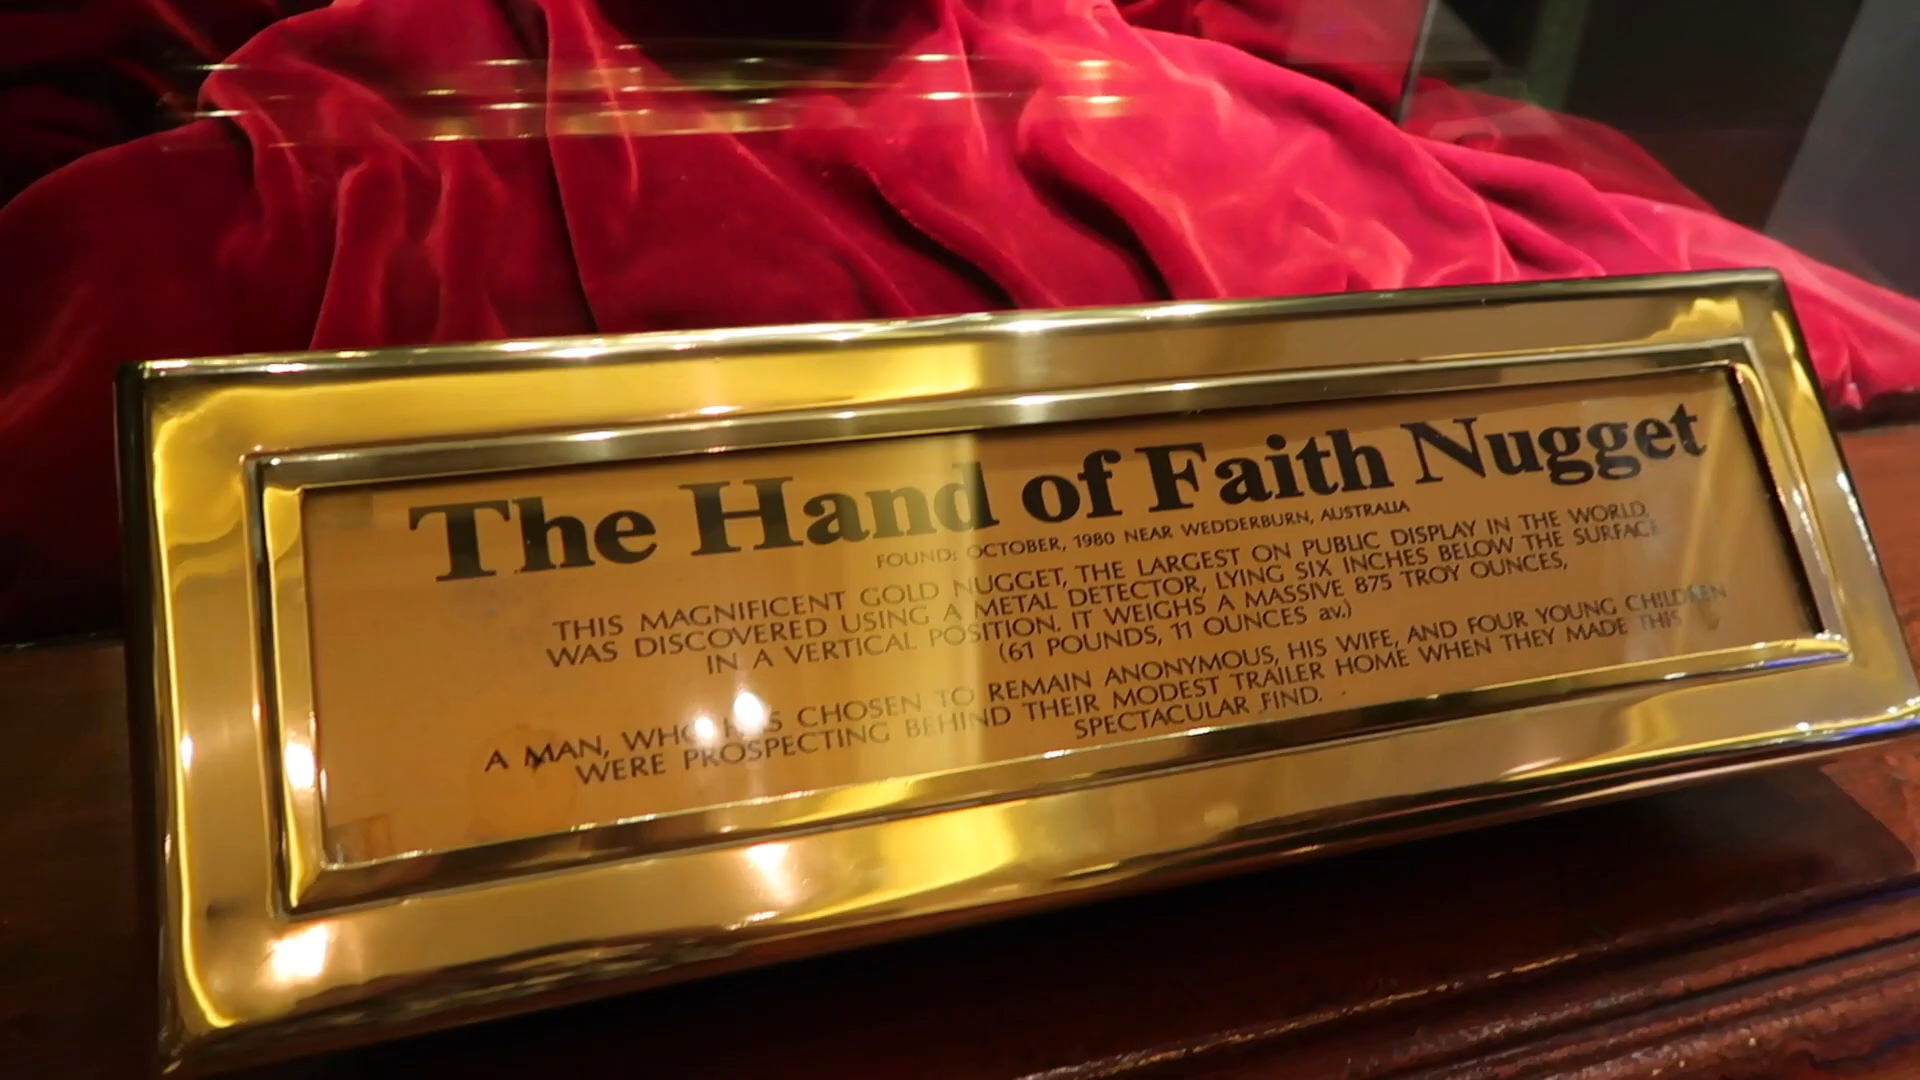 The Hand of Faith Nugget
FOUND: OCTOBER, 1980 NEAR WEDDERBURN, AUSTRALIA
THIS MAGNIFICENT GOLD NUGGET, THE LARGEST ON PUBLIC DISPLAY IN THE WORLD,
WAS DISCOVERED USING A METAL DETECTOR, LYING SIX INCHES BELOW THE SURFACE
IN A VERTICAL POSITION. IT WEIGHS A MASSIVE 875 TROY OUNCES,
(61 POUNDS, 11 OUNCES av.)
A MAN, WHO HAS CHOSEN TO REMAIN ANONYMOUS, HIS WIFE, AND FOUR YOUNG CHILDREN
WERE PROSPECTING BEHIND THEIR MODEST TRAILER HOME WHEN THEY MADE THIS
SPECTACULAR FIND.